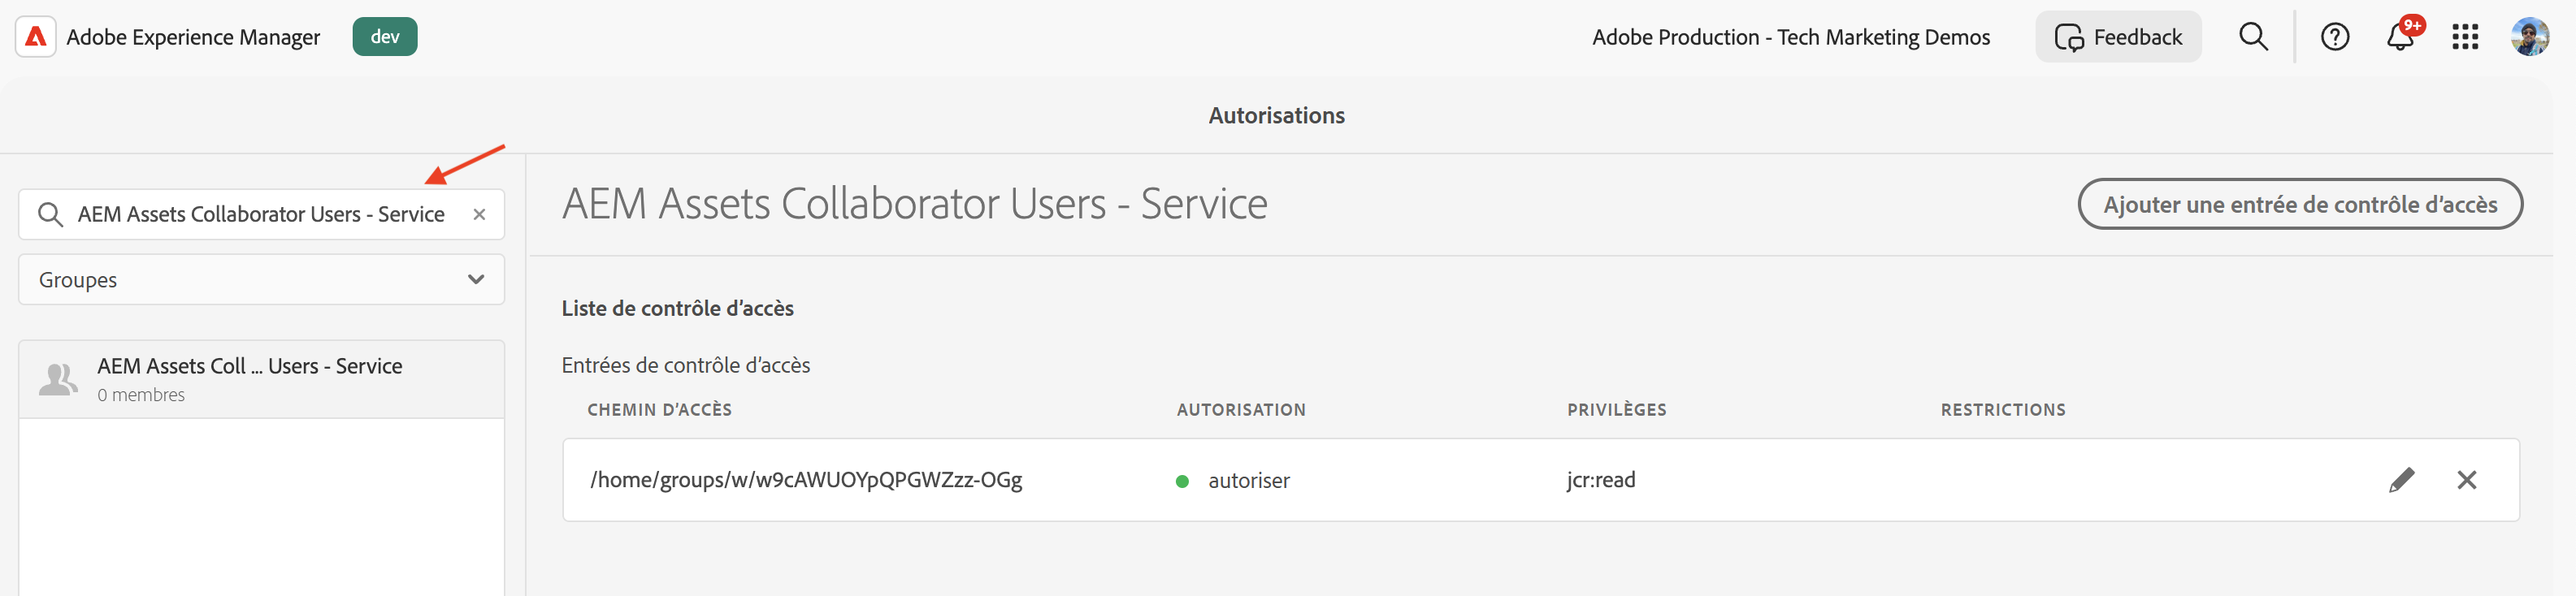 Adobe Experience Manager
dev
Adobe Production - Tech Marketing Demos
Feedback
9+
Autorisations
AEM Assets Collaborator Users - Service
Groupes
AEM Assets Coll ... Users - Service
0 membres
AEM Assets Collaborator Users - Service
Ajouter une entrée de contrôle d’accès
Liste de contrôle d’accès
Entrées de contrôle d’accès
CHEMIN D’ACCÈS AUTORISATION PRIVILÈGES RESTRICTIONS
/home/groups/w/w9cAWUOYpQPGWZzz-OGg autoriser jcr:read